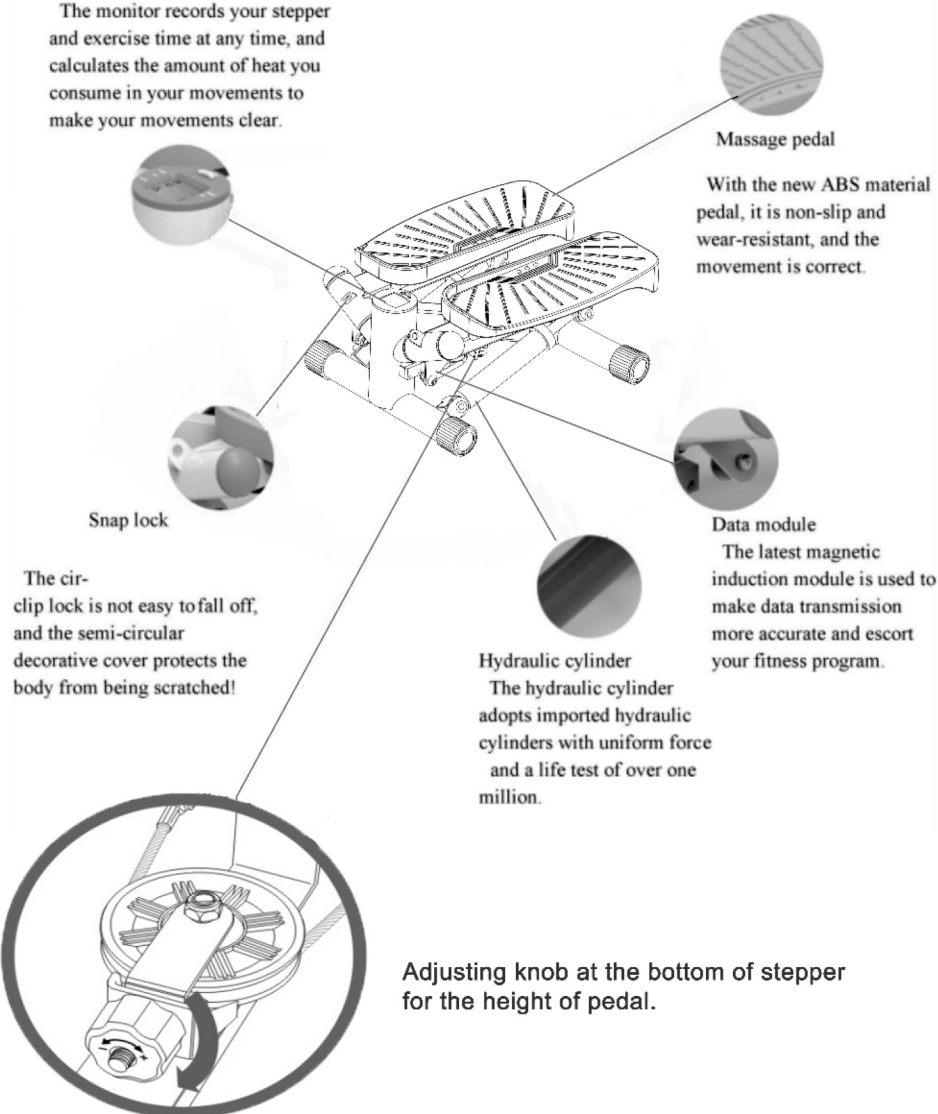 The monitor records your stepper
and exercise time at any time, and
calculates the amount of heat you
consume in your movements to
make your movements clear.
Massage pedal
With the new ABS material
pedal, it is non-slip and
wear-resistant, and the
movement is correct.
Snap lock
The cir-
clip lock is not easy to fall off,
and the semi-circular
decorative cover protects the
body from being scratched!
Hydraulic cylinder
The hydraulic cylinder
adopts imported hydraulic
cylinders with uniform force
and a life test of over one
million.
Data module
The latest magnetic
induction module is used to
make data transmission
more accurate and escort
your fitness program.
- +
Adjusting knob at the bottom of stepper
for the height of pedal.